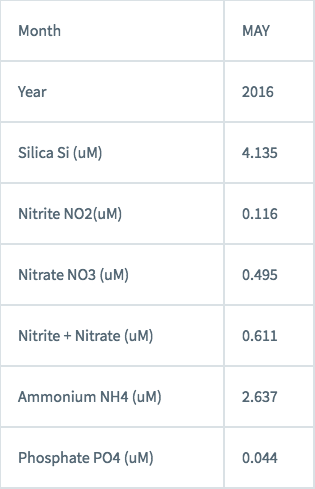 Month MAY
Year 2016
Silica Si (uM) 4.135
Nitrite NO2(uM) 0.116
Nitrate NO3 (uM) 0.495
Nitrite + Nitrate (uM) 0.611
Ammonium NH4 (uM) 2.637
Phosphate PO4 (uM) 0.044